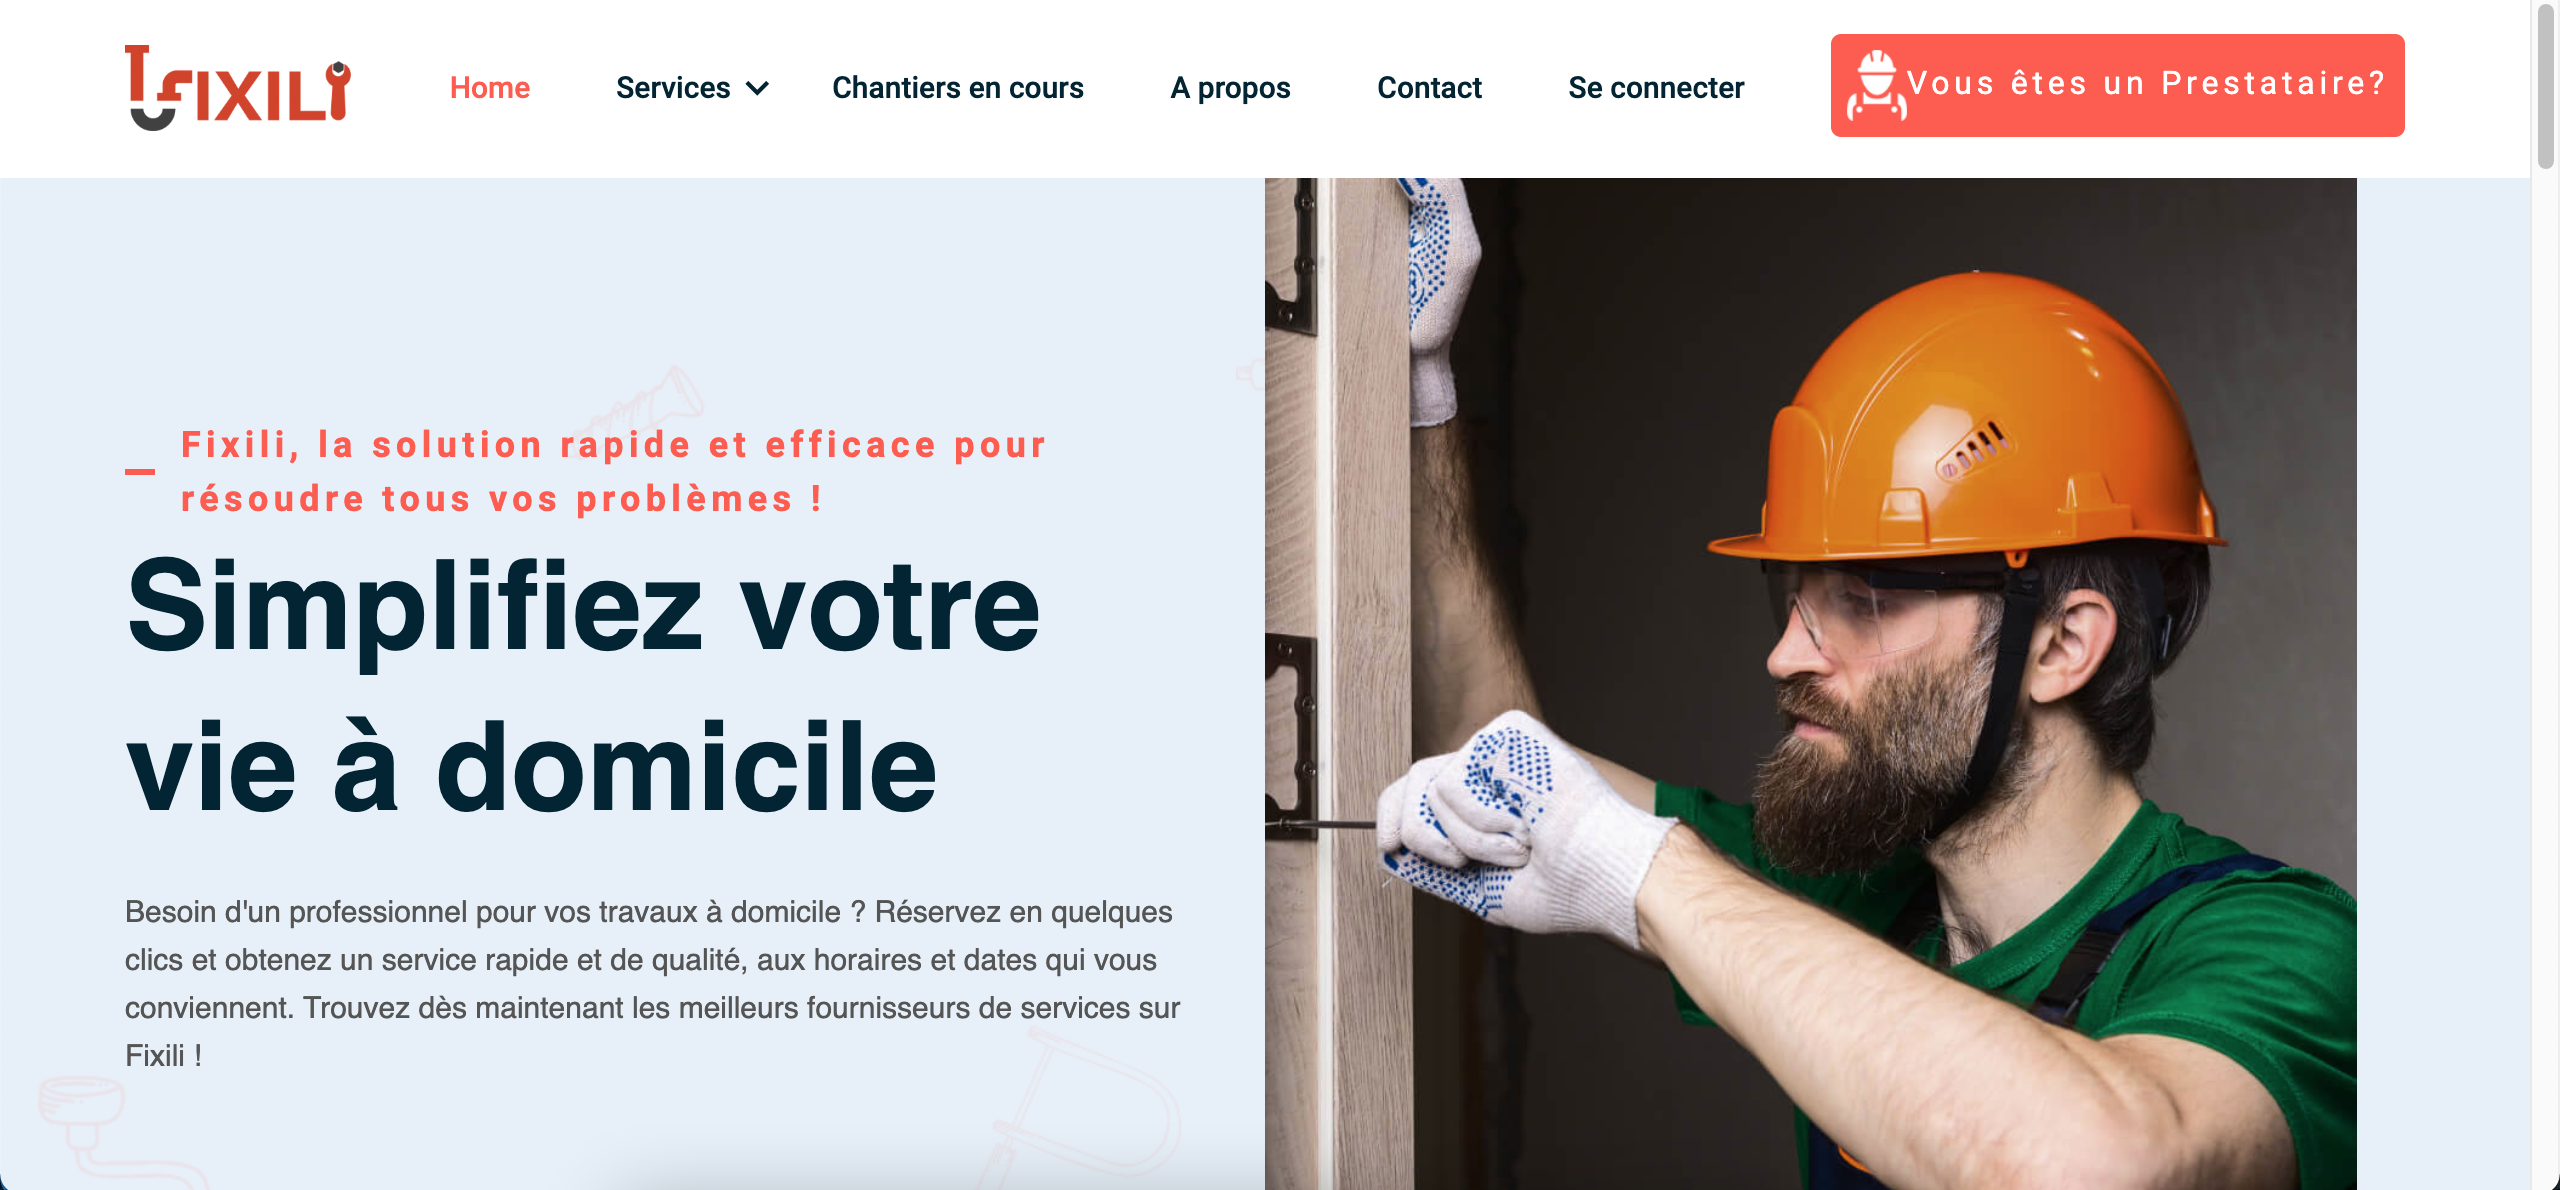 FIXILI
Home
Services
Chantiers en cours
A propos
Contact
Se connecter
Vous êtes un Prestataire?
Fixili, la solution rapide et efficace pour
résoudre tous vos problèmes !
Simplifiez votre
vie à domicile
Besoin d'un professionnel pour vos travaux à domicile ? Réservez en quelques
clics et obtenez un service rapide et de qualité, aux horaires et dates qui vous
conviennent. Trouvez dès maintenant les meilleurs fournisseurs de services sur
Fixili !